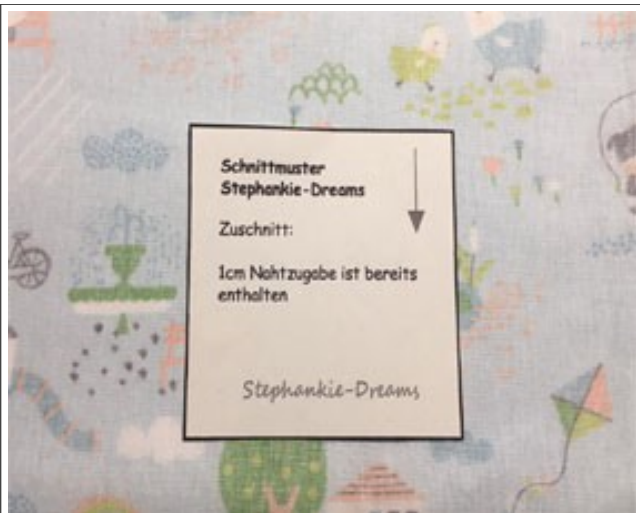 Schnittmuster
Stephankie-Dreams
Zuschnitt:
1cm Nahtzugabe ist bereits
enthalten
Stephankie-Dreams